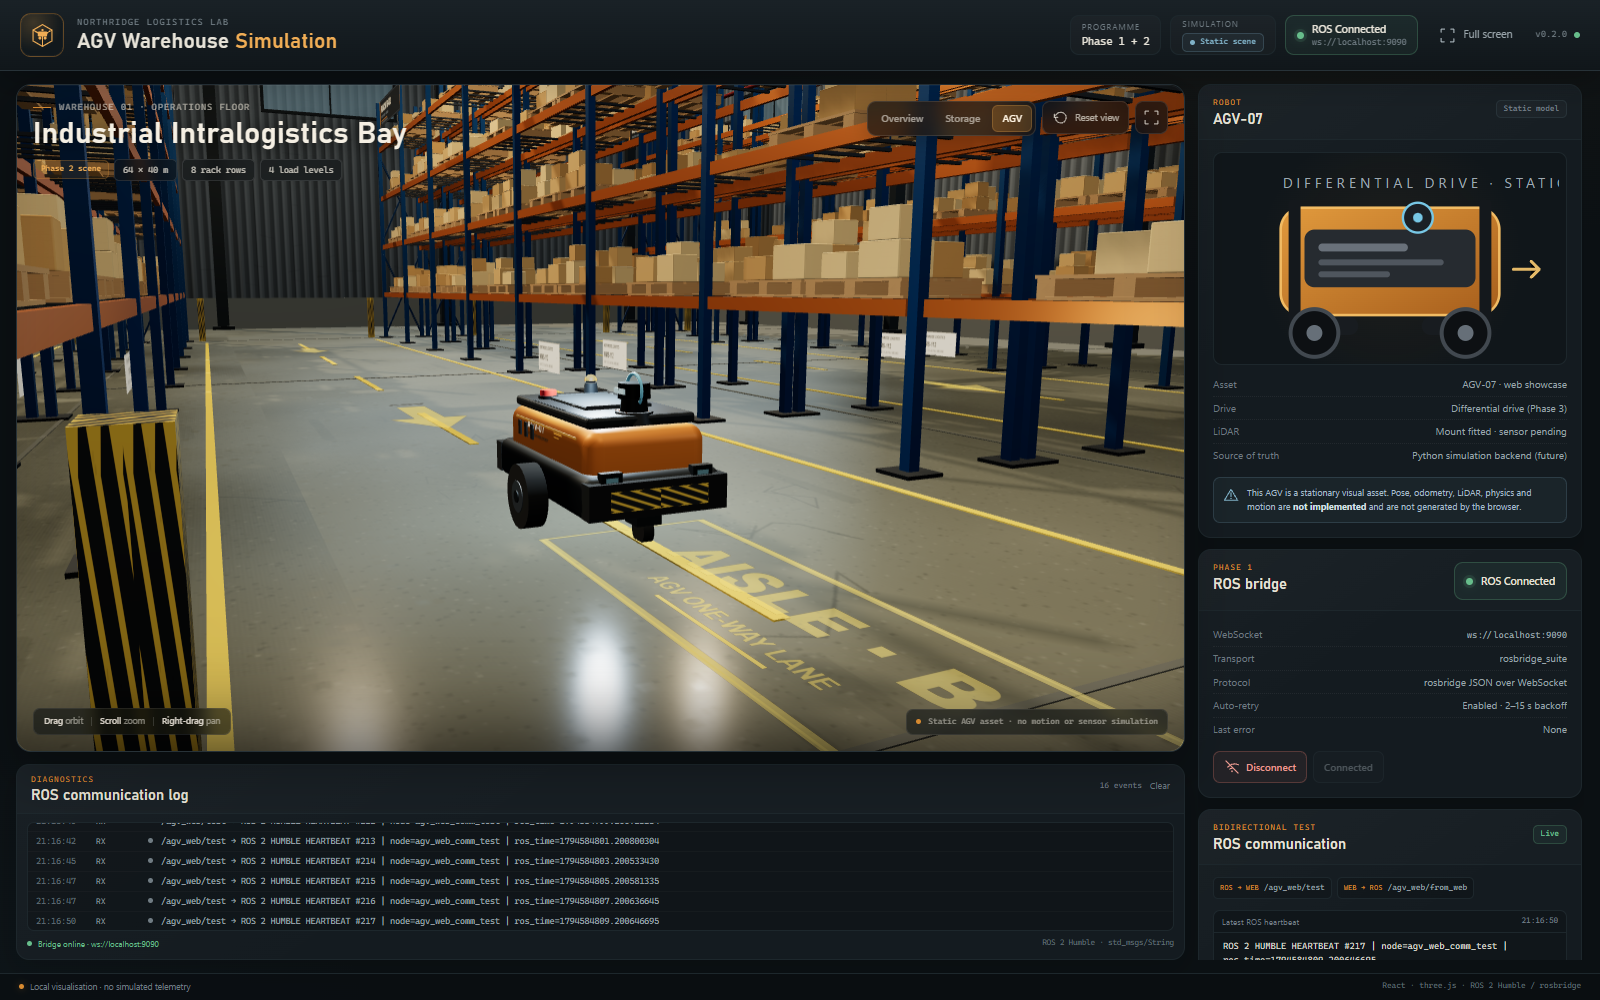 NORTHRIDGE LOGISTICS LAB
AGV Warehouse Simulation
PROGRAMME
Phase 1 + 2
SIMULATION
Static scene
ROS Connected
ws://localhost:9090
Full screen
v0.2.0
WAREHOUSE 01 · OPERATIONS FLOOR
Industrial Intralogistics Bay
Phase 2 scene
64 × 40 m
8 rack rows
4 load levels
Overview
Storage
AGV
Reset view
AISLE · B
AGV ONE-WAY LANE
Drag orbit
Scroll zoom
Right-drag pan
Static AGV asset · no motion or sensor simulation
DIAGNOSTICS
ROS communication log
16 events
Clear
21:16:42 RX /agv_web/test → ROS 2 HUMBLE HEARTBEAT #213 | node=agv_web_comm_test | ros_time=1794584801.200800304
21:16:45 RX /agv_web/test → ROS 2 HUMBLE HEARTBEAT #214 | node=agv_web_comm_test | ros_time=1794584803.200533430
21:16:47 RX /agv_web/test → ROS 2 HUMBLE HEARTBEAT #215 | node=agv_web_comm_test | ros_time=1794584805.200581335
21:16:47 RX /agv_web/test → ROS 2 HUMBLE HEARTBEAT #216 | node=agv_web_comm_test | ros_time=1794584807.200636645
21:16:50 RX /agv_web/test → ROS 2 HUMBLE HEARTBEAT #217 | node=agv_web_comm_test | ros_time=1794584809.200646695
Bridge online · ws://localhost:9090
ROS 2 Humble · std_msgs/String
ROBOT
AGV-07
Static model
DIFFERENTIAL DRIVE · STATIC
Asset
AGV-07 · web showcase
Drive
Differential drive (Phase 3)
LiDAR
Mount fitted · sensor pending
Source of truth
Python simulation backend (future)
This AGV is a stationary visual asset. Pose, odometry, LiDAR, physics and
motion are not implemented and are not generated by the browser.
PHASE 1
ROS bridge
ROS Connected
WebSocket
ws://localhost:9090
Transport
rosbridge_suite
Protocol
rosbridge JSON over WebSocket
Auto-retry
Enabled · 2–15 s backoff
Last error
None
Disconnect
Connected
BIDIRECTIONAL TEST
ROS communication
Live
ROS → WEB /agv_web/test
WEB → ROS /agv_web/from_web
Latest ROS heartbeat
21:16:50
ROS 2 HUMBLE HEARTBEAT #217 | node=agv_web_comm_test |
ros_time=1794584809.200646695
Local visualisation · no simulated telemetry
React · three.js · ROS 2 Humble / rosbridge